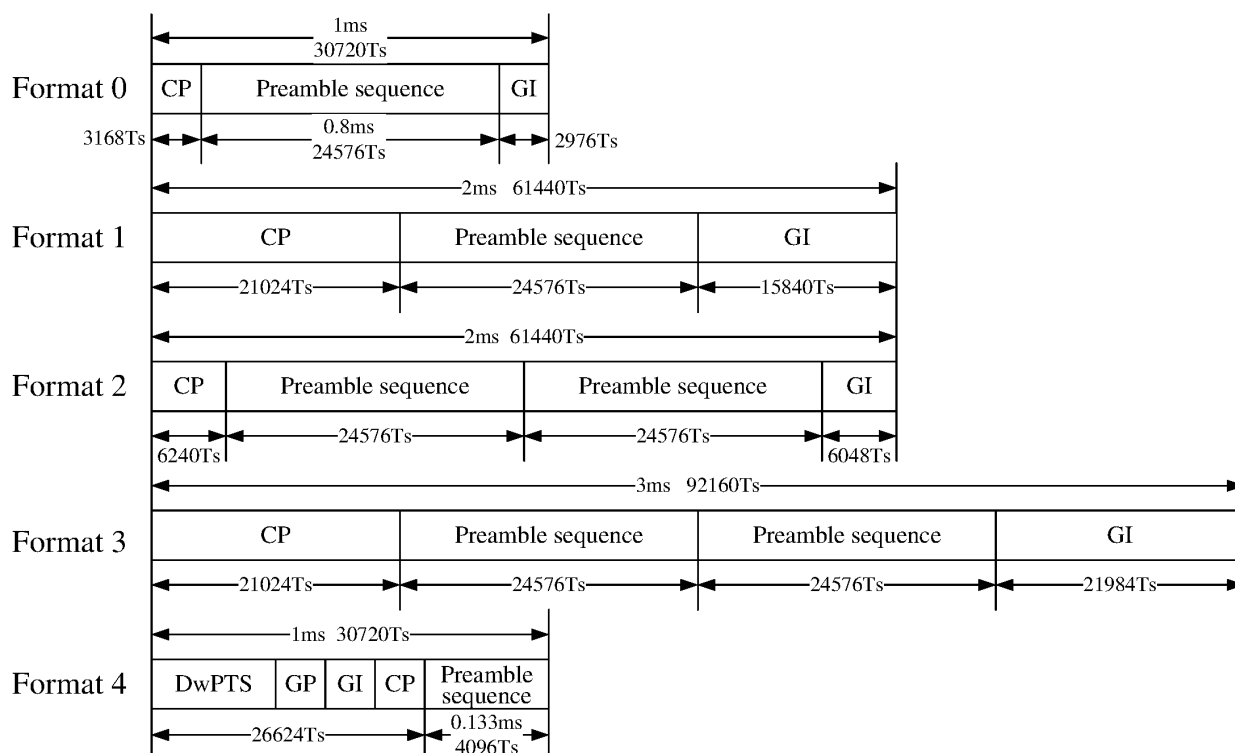 1ms
30720Ts
Format 0
CP Preamble sequence GI
3168Ts 0.8ms 2976Ts
24576Ts
2ms 61440Ts
Format 1
CP Preamble sequence GI
21024Ts 24576Ts 15840Ts
2ms 61440Ts
Format 2
CP Preamble sequence Preamble sequence GI
6240Ts 24576Ts 24576Ts 6048Ts
3ms 92160Ts
Format 3
CP Preamble sequence Preamble sequence GI
21024Ts 24576Ts 24576Ts 21984Ts
1ms 30720Ts
Format 4
DwPTS GP GI CP Preamble
sequence
26624Ts 0.133ms
4096Ts